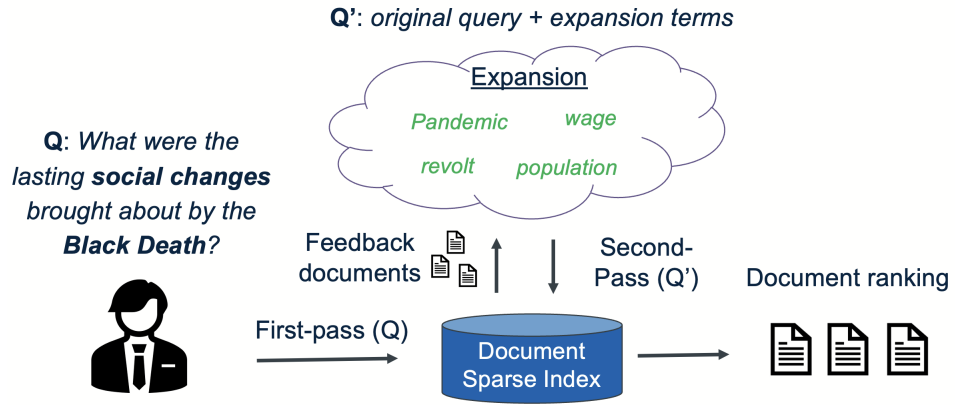 Q’: original query + expansion terms
Expansion
Pandemic wage
revolt population
Q: What were the
lasting social changes
brought about by the
Black Death?
Feedback
documents
Second-
Pass (Q’)
Document ranking
First-pass (Q)
Document
Sparse Index